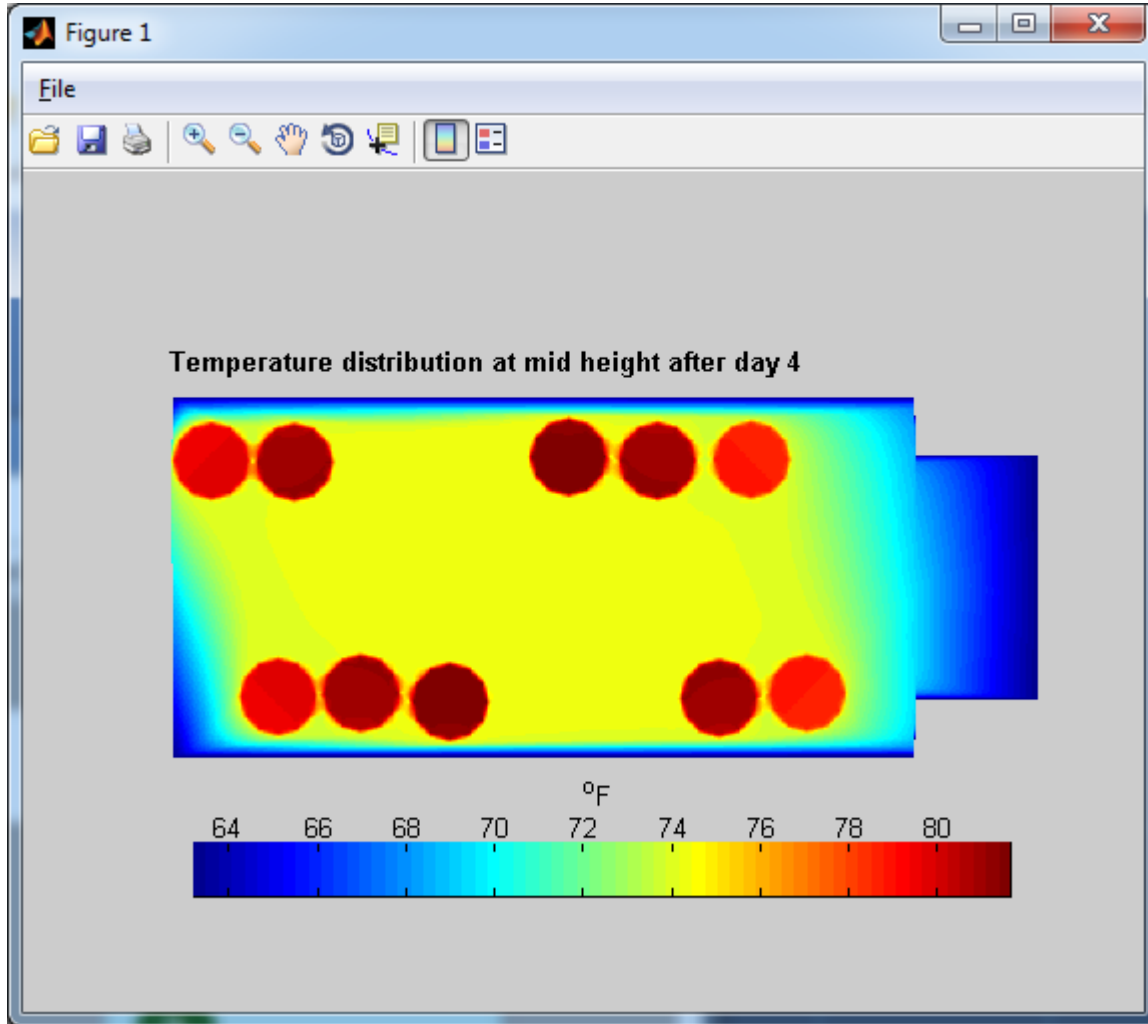 Figure 1
File
Temperature distribution at mid height after day 4
ºF
64 66 68 70 72 74 76 78 80